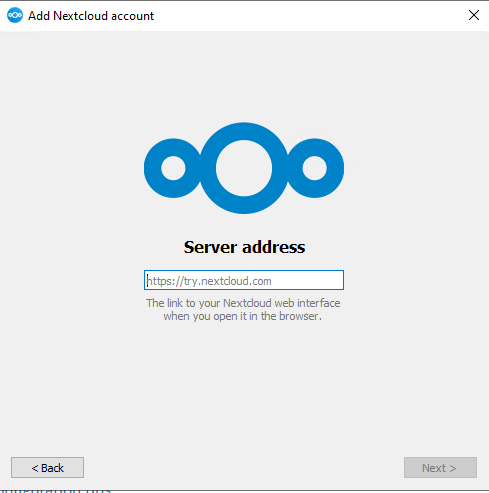 Add Nextcloud account
Server address
https://try.nextcloud.com
The link to your Nextcloud web interface
when you open it in the browser.
< Back
Next >